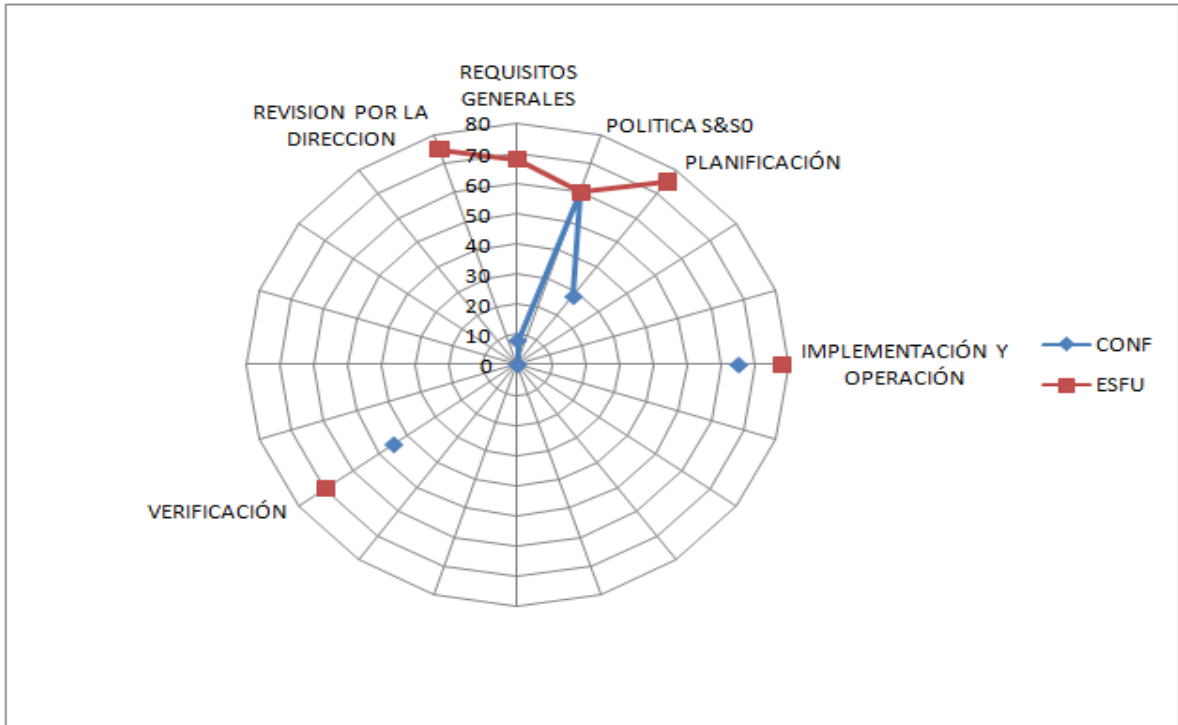 REQUISITOS
GENERALES
REVISION POR LA
DIRECCION
POLITICA S&S0
PLANIFICACIÓN
80
70
60
50
40
30
20
10
0
IMPLEMENTACIÓN Y
OPERACIÓN
CONF
ESFU
VERIFICACIÓN